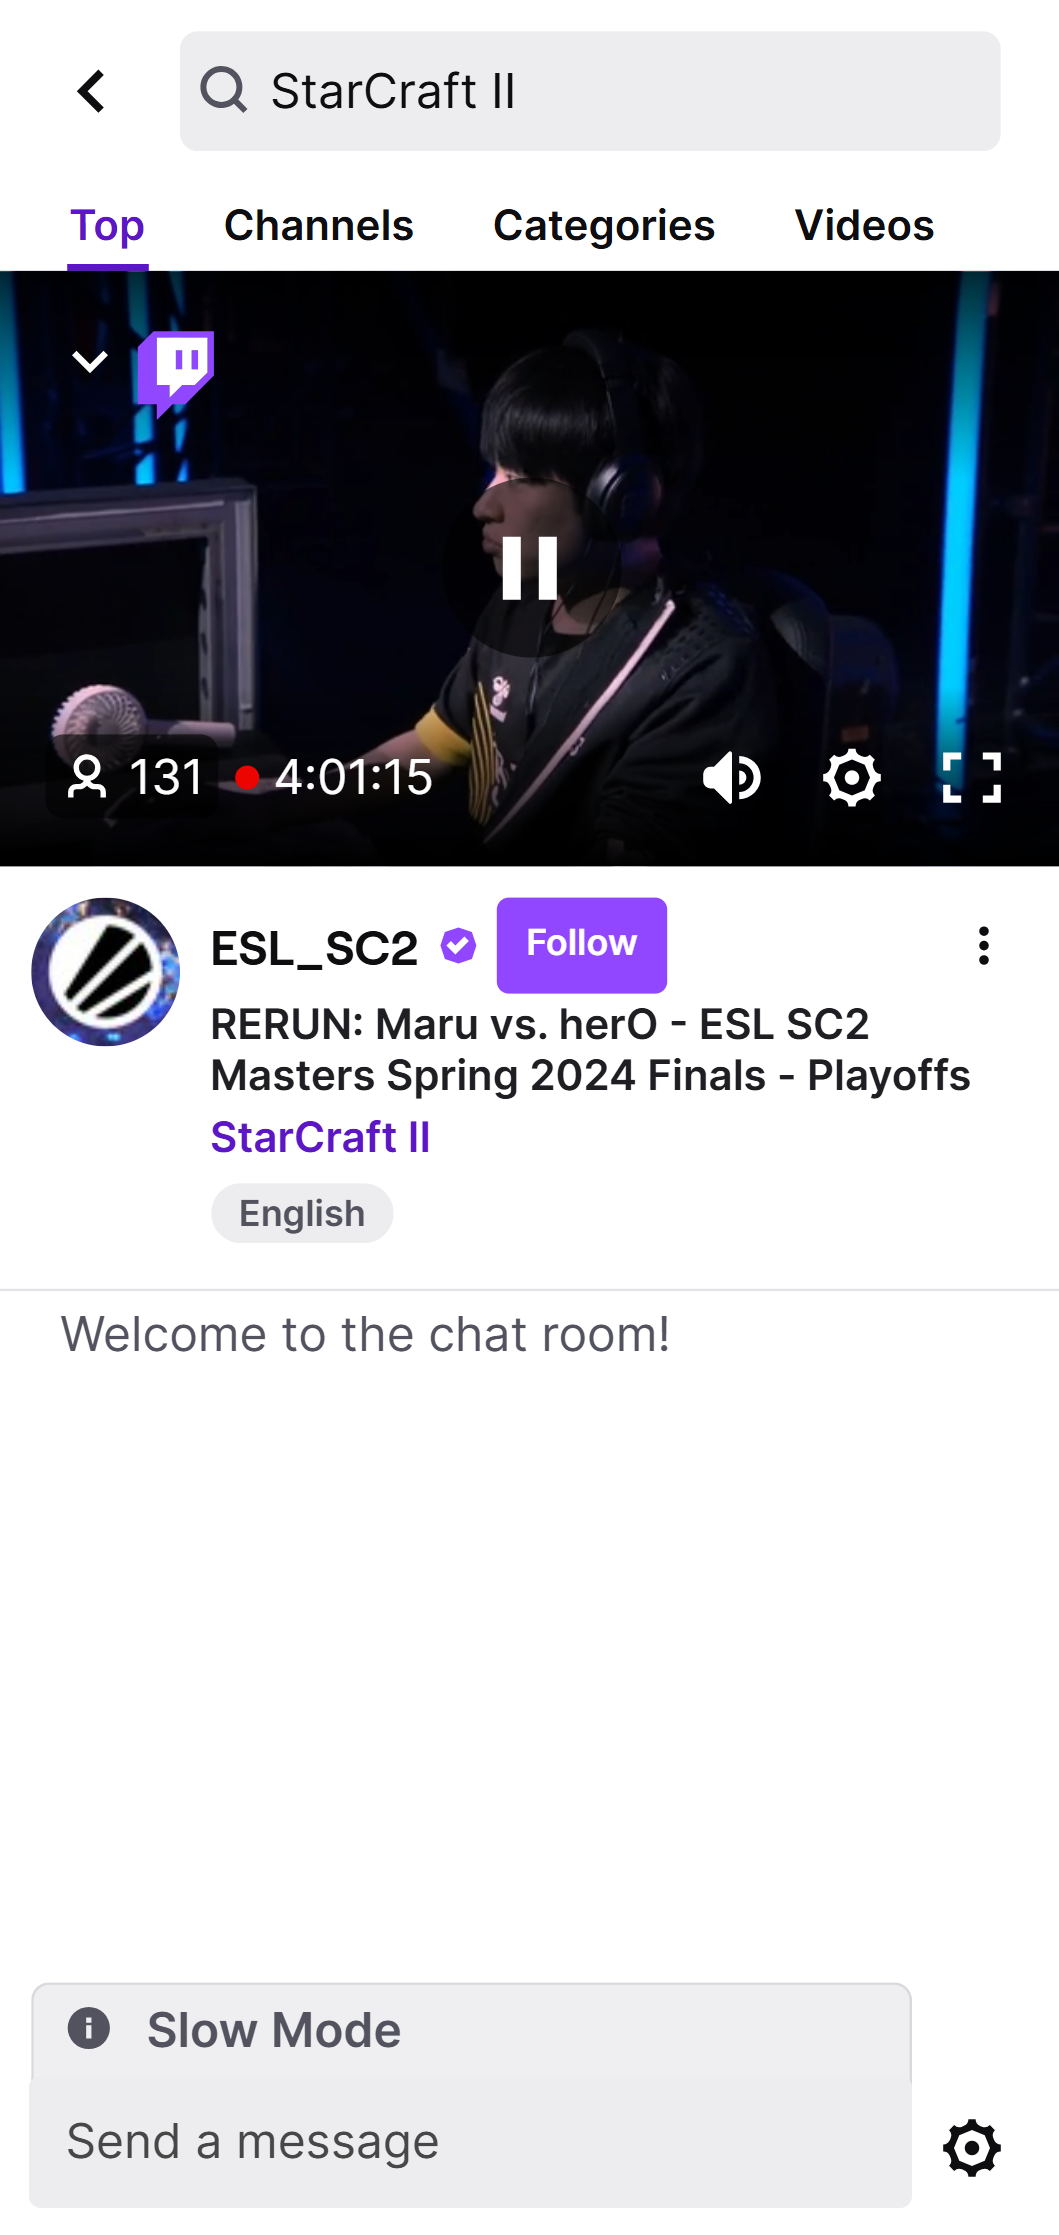 StarCraft II
Top
Channels
Categories
Videos
131
4:01:15
ESL_SC2
Follow
RERUN: Maru vs. herO - ESL SC2
Masters Spring 2024 Finals - Playoffs
StarCraft II
English
Welcome to the chat room!
Slow Mode
Send a message